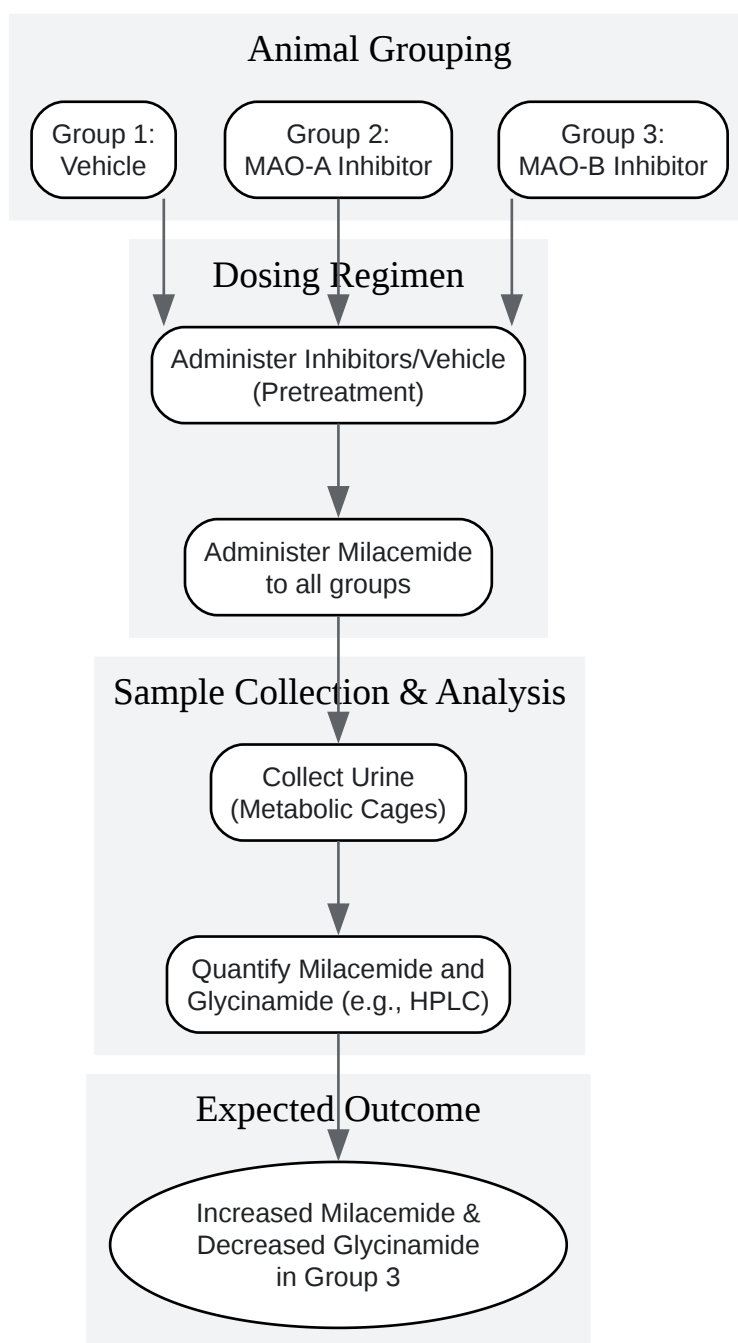 Animal Grouping
Group 1:
Vehicle
Group 2:
MAO-A Inhibitor
Group 3:
MAO-B Inhibitor
Dosing Regimen
Administer Inhibitors/Vehicle
(Pretreatment)
Administer Milacemide
to all groups
Sample Collection & Analysis
Collect Urine
(Metabolic Cages)
Quantify Milacemide and
Glycinamide (e.g., HPLC)
Expected Outcome
Increased Milacemide &
Decreased Glycinamide
in Group 3